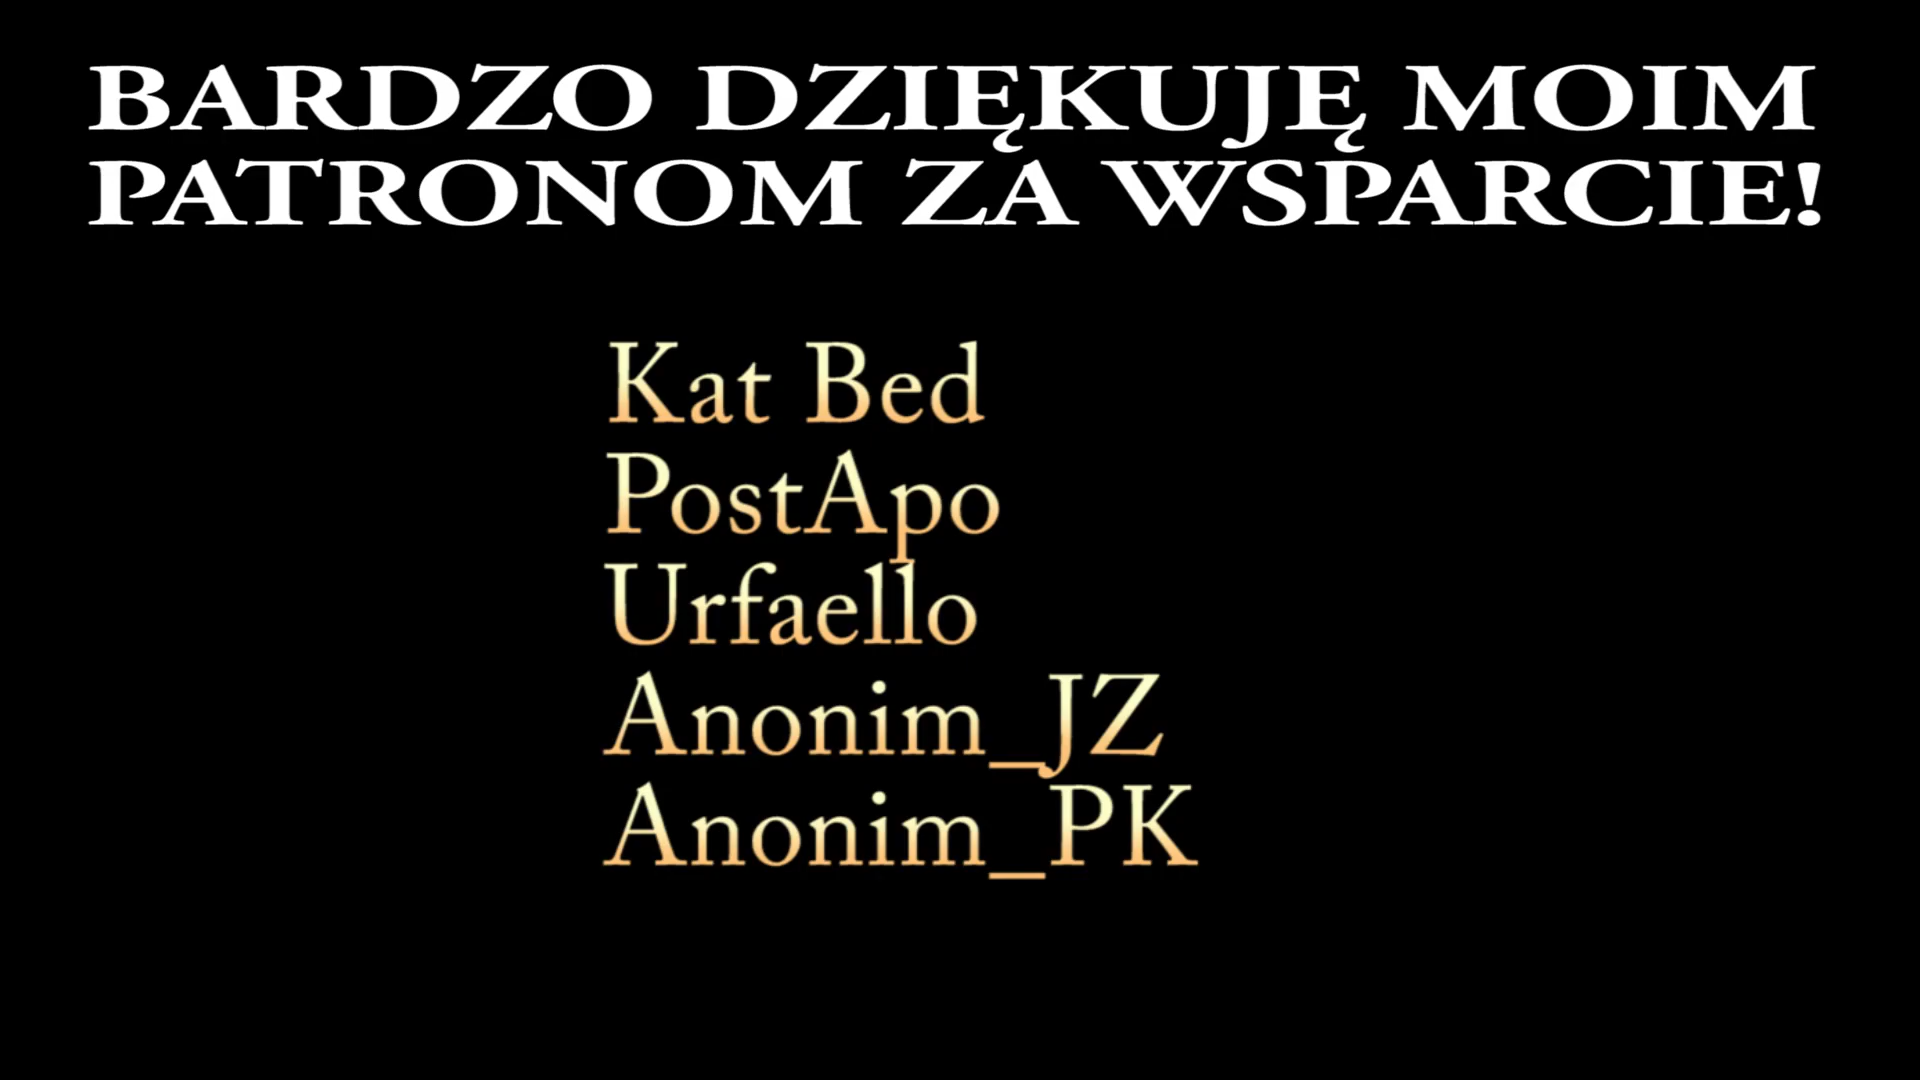 BARDZO DZIĘKUJĘ MOIM
PATRONOM ZA WSPARCIE!
Kat Bed
PostApo
Urfaello
Anonim_JZ
Anonim_PK